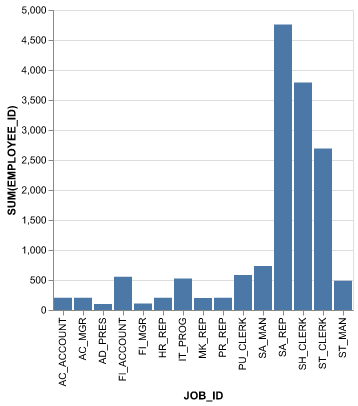 SUM(EMPLOYEE_ID)
5,000
4,500
4,000
3,500
3,000
2,500
2,000
1,500
1,000
500
0
AC_ACCOUNT
AC_MGR
AD_PRES
FI_ACCOUNT
FI_MGR
HR_REP
IT_PROG
MK_REP
PR_REP
PU_CLERK
SA_MAN
SA_REP
SH_CLERK
ST_CLERK
ST_MAN
JOB_ID